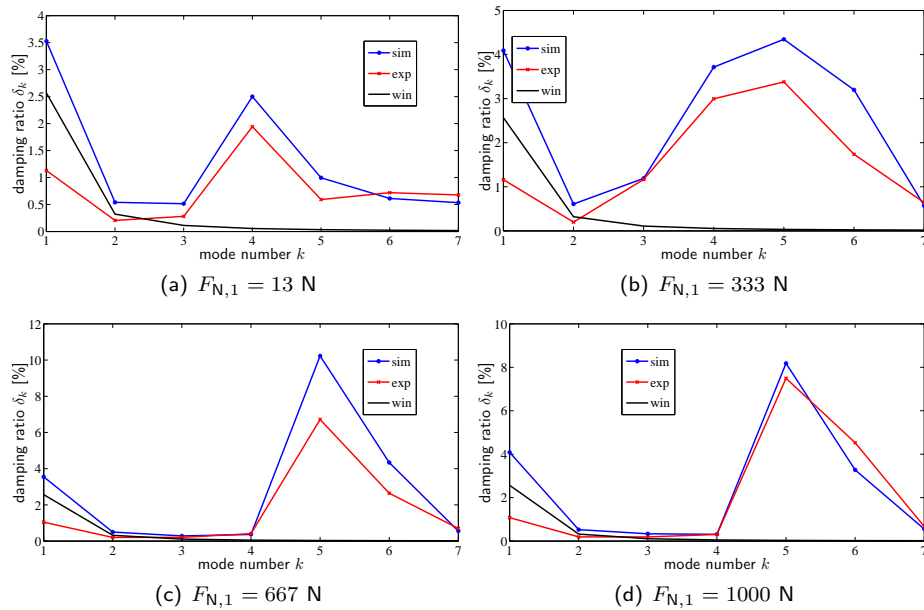 4
3.5
3
2.5
2
1.5
1
0.5
0
damping ratio δk [%]
sim
exp
win
1 2 3 4 5 6 7
mode number k
(a) FN,1 = 13 N
5
4
3
2
1
0
damping ratio δk [%]
sim
exp
win
1 2 3 4 5 6 7
mode number k
(b) FN,1 = 333 N
12
10
8
6
4
2
0
damping ratio δk [%]
sim
exp
win
1 2 3 4 5 6 7
mode number k
(c) FN,1 = 667 N
10
8
6
4
2
0
damping ratio δk [%]
sim
exp
win
1 2 3 4 5 6 7
mode number k
(d) FN,1 = 1000 N